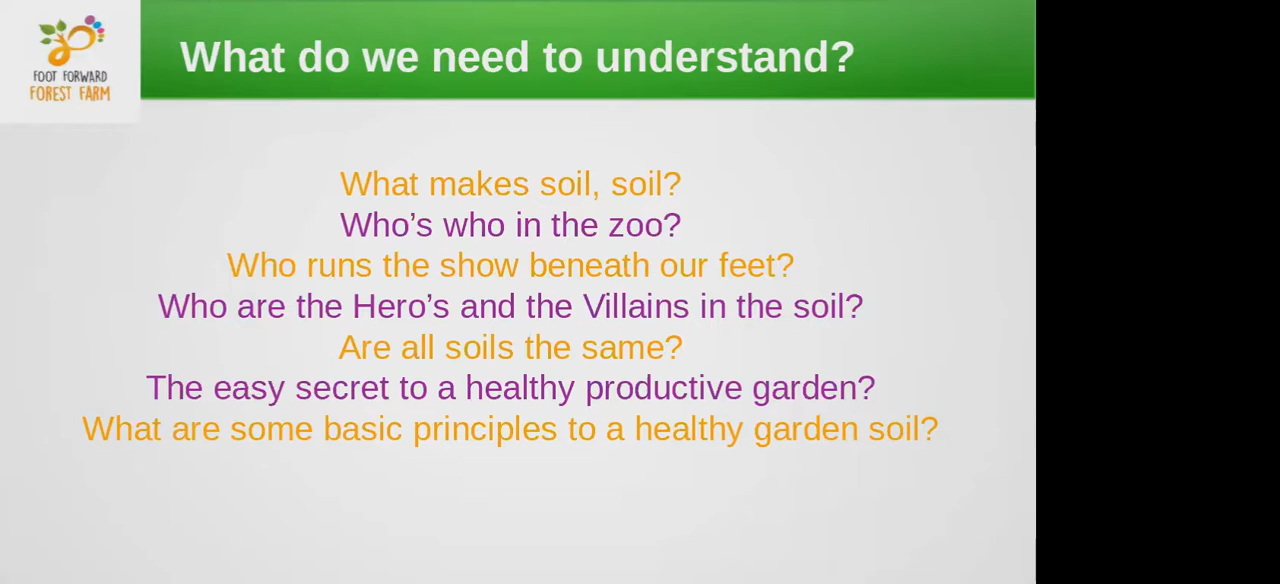 FOOT FORWARD
FOREST FARM
What do we need to understand?
What makes soil, soil?
Who’s who in the zoo?
Who runs the show beneath our feet?
Who are the Hero’s and the Villains in the soil?
Are all soils the same?
The easy secret to a healthy productive garden?
What are some basic principles to a healthy garden soil?